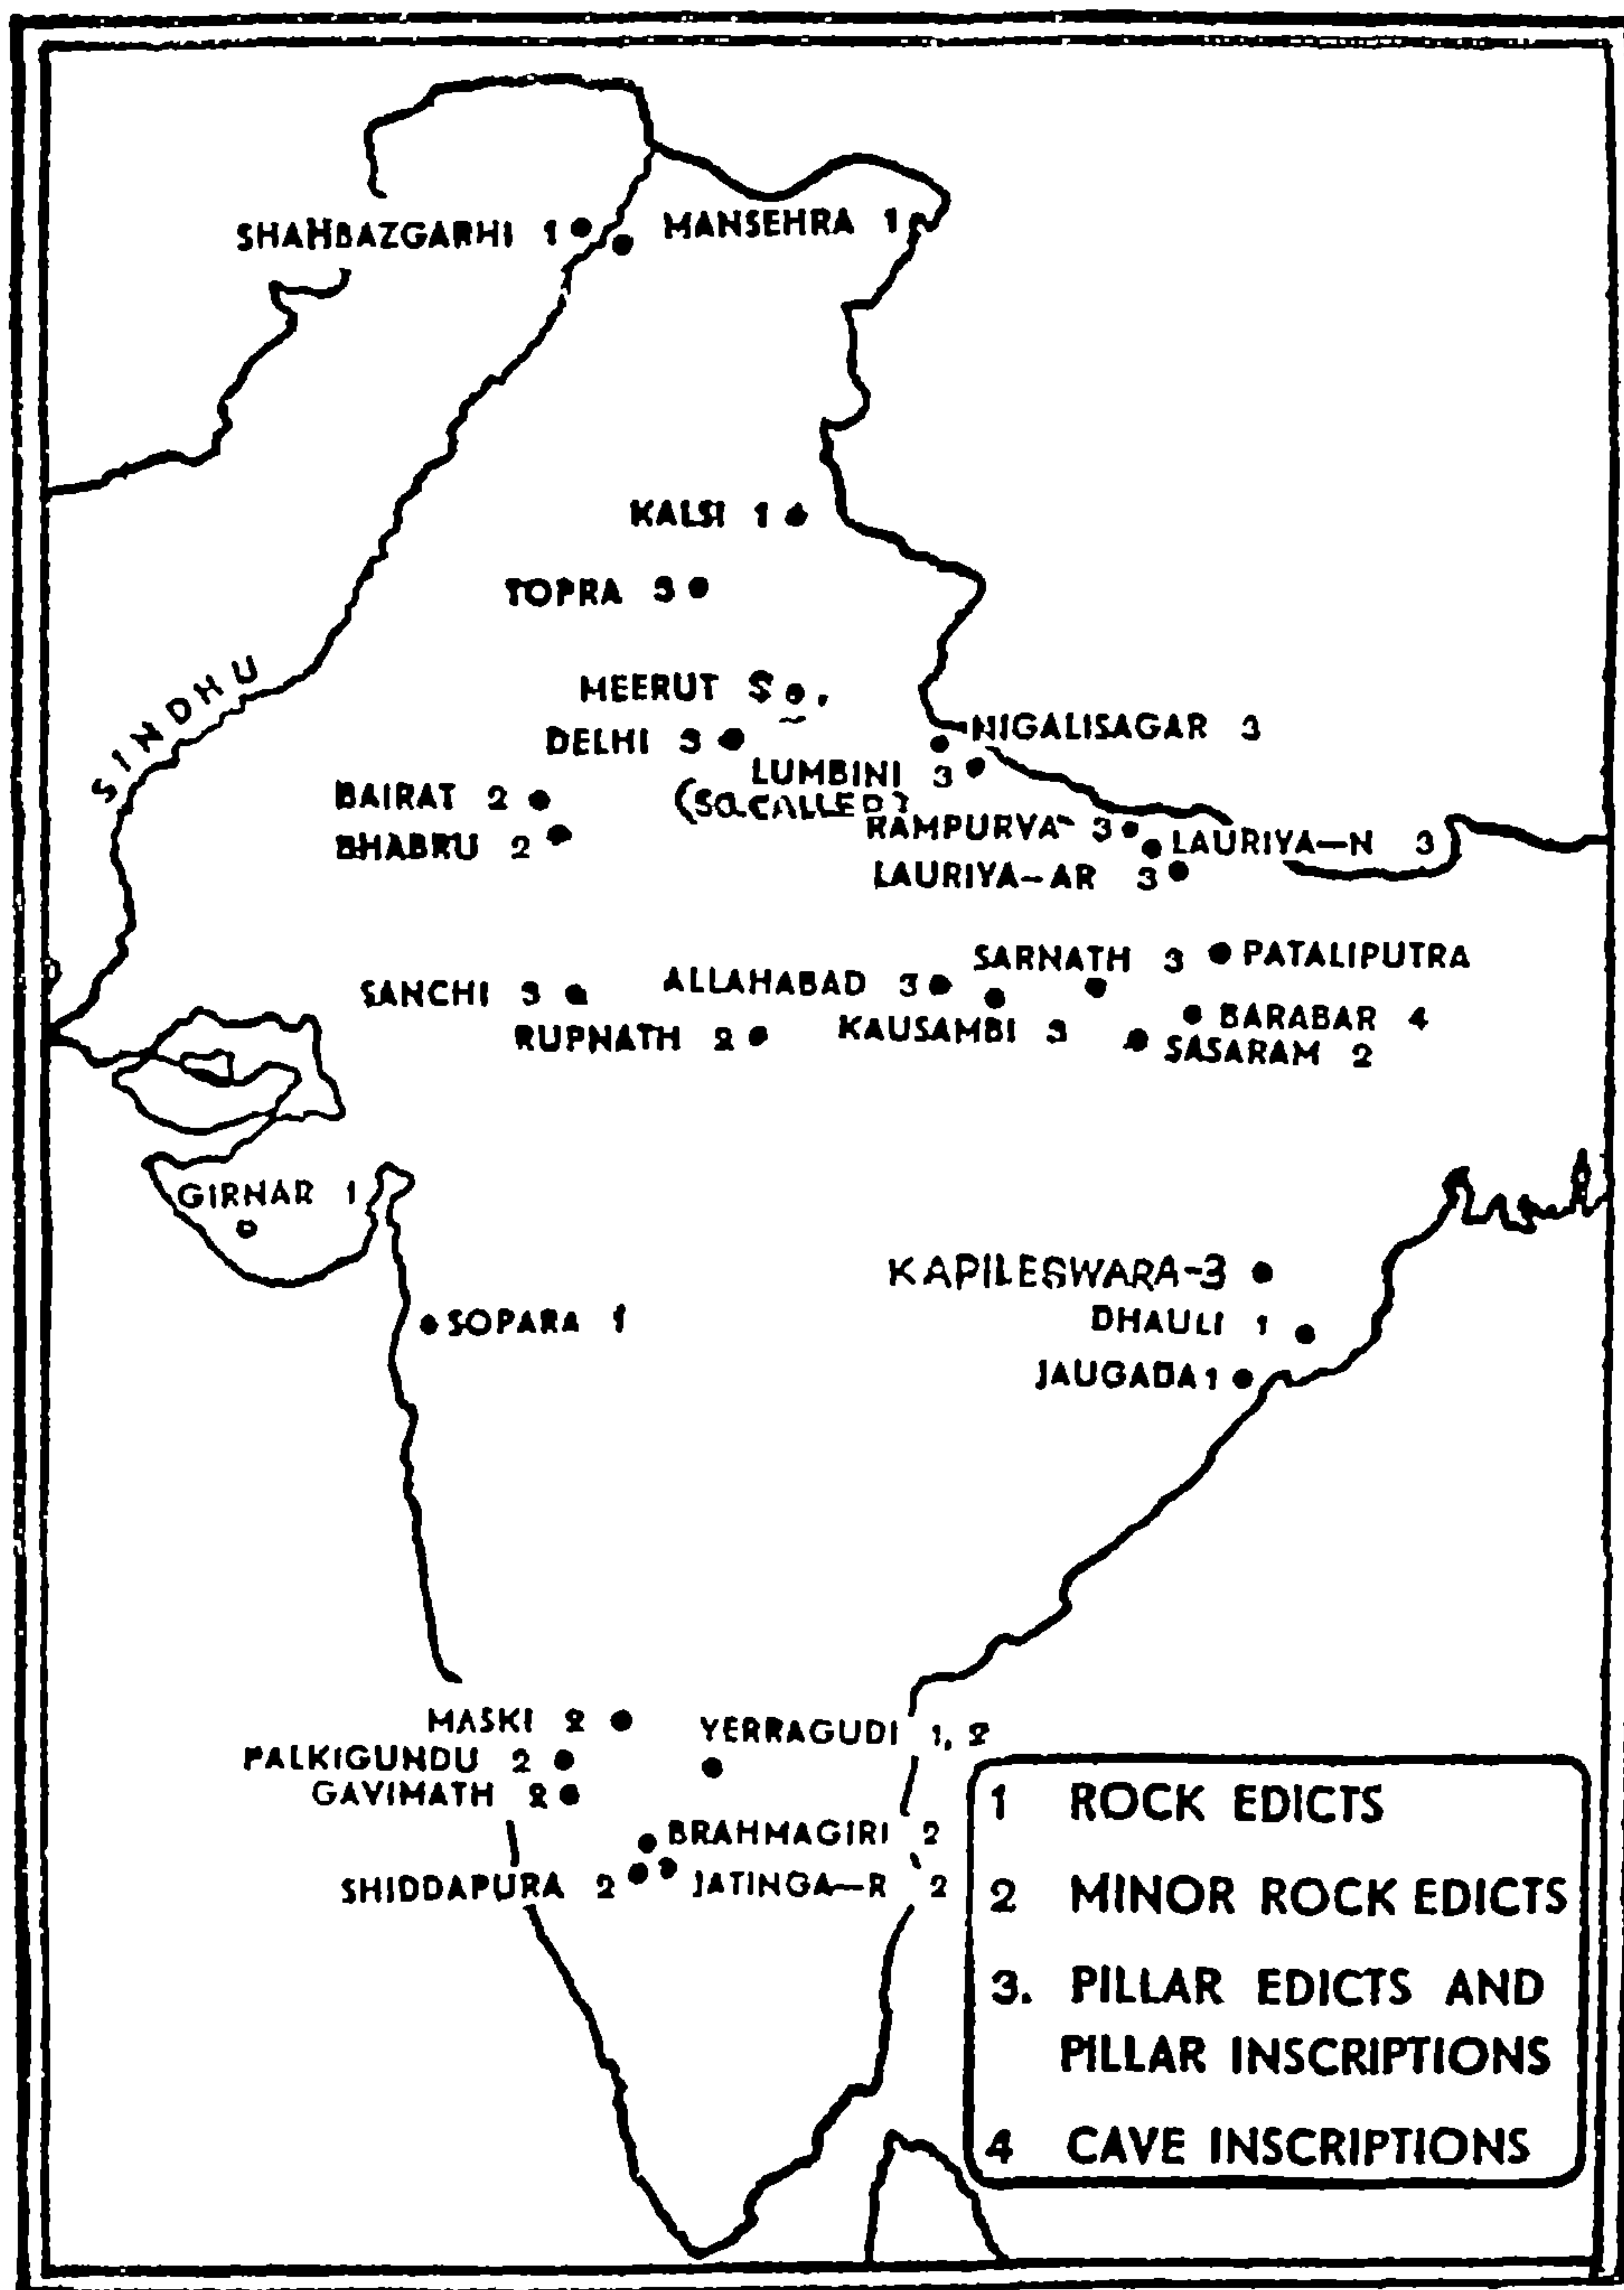 SHAHBAZGARHI 1
MANSEHRA 1
KALSI 1
TOPRA 3
SINDHU
MEERUT 3
DELHI 3
NIGALISAGAR 3
LUMBINI 3
(SO.CALLED)
BAIRAT 2
BHABRU 2
RAMPURVA 3
LAURIYA—N 3
LAURIYA-AR 3
SARNATH 3
PATALIPUTRA
SANCHI 3
ALLAHABAD 3
RUPNATH 2
KAUSAMBI 3
BARABAR 4
SASARAM 2
GIRNAR 1
KAPILESWARA-3
SOPARA 1
DHAULI 1
JAUGADA 1
MASKI 2
YERRAGUDI 1, 2
PALKIGUNDU 2
GAVIMATH 2
BRAHMAGIRI 2
SHIDDAPURA 2
JATINGA—R 2
1 ROCK EDICTS
2 MINOR ROCK EDICTS
3. PILLAR EDICTS AND
PILLAR INSCRIPTIONS
4 CAVE INSCRIPTIONS